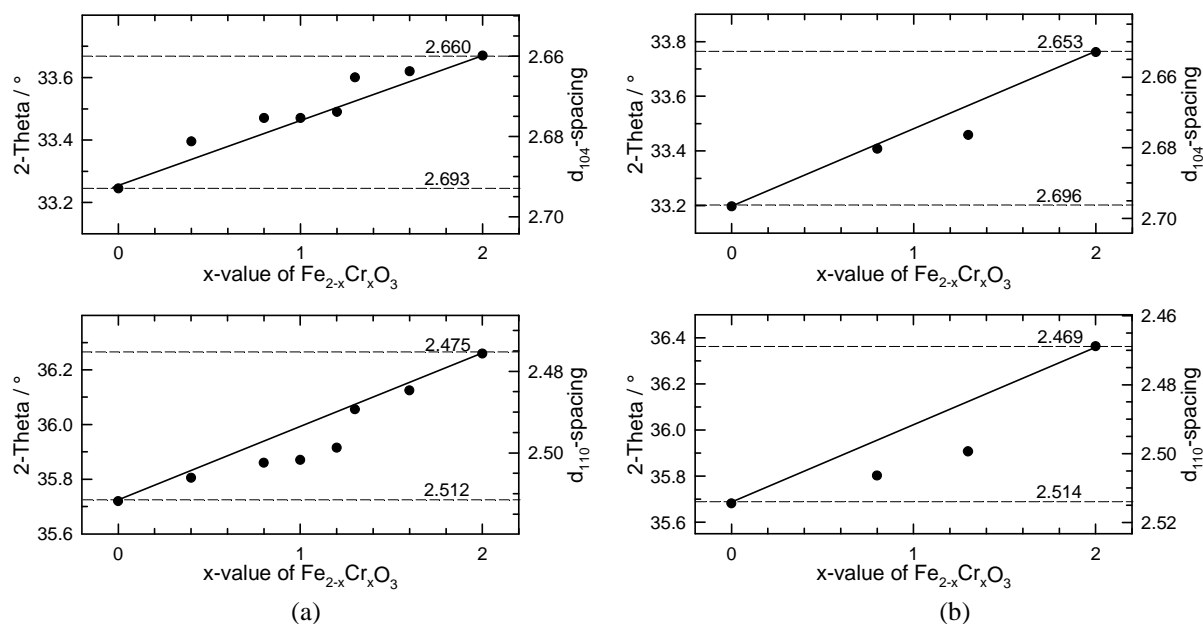 2-Theta / °
33.6
33.4
33.2
2.660
2.693
2.66
2.68
2.70
d104-spacing
0 1 2
x-value of Fe2-xCrxO3
2-Theta / °
33.8
33.6
33.4
33.2
2.653
2.696
2.66
2.68
2.70
d104-spacing
0 1 2
x-value of Fe2-xCrxO3
2-Theta / °
36.2
36.0
35.8
35.6
2.475
2.512
2.48
2.50
d110-spacing
0 1 2
x-value of Fe2-xCrxO3
(a)
2-Theta / °
36.4
36.2
36.0
35.8
35.6
2.469
2.514
2.46
2.48
2.50
2.52
d110-spacing
0 1 2
x-value of Fe2-xCrxO3
(b)